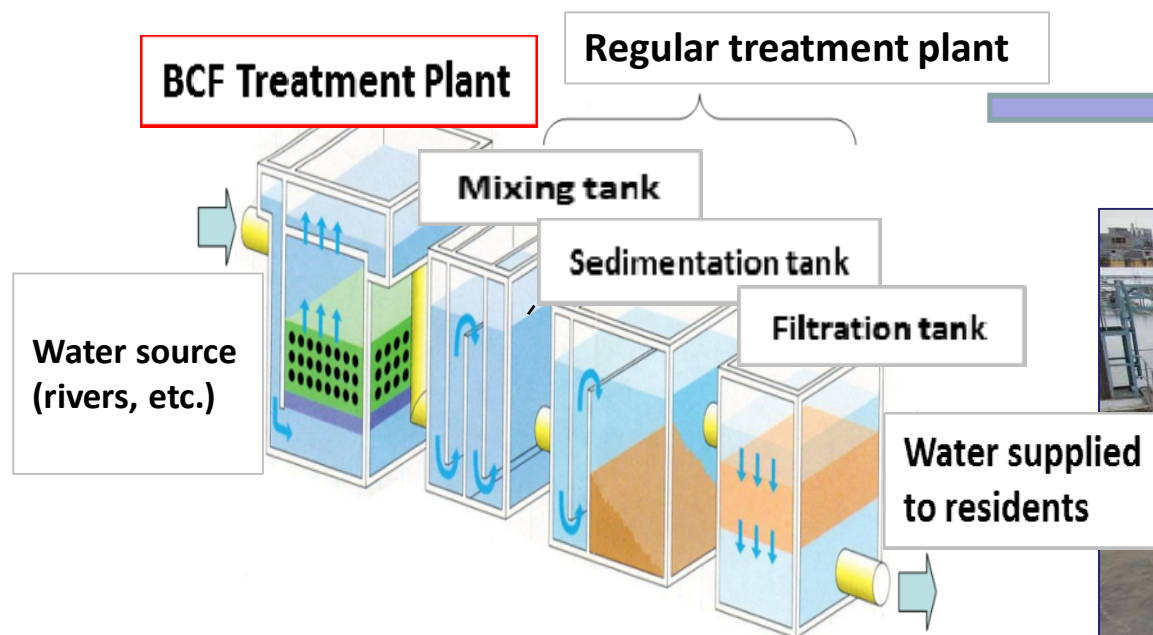 Regular treatment plant
BCF Treatment Plant
Mixing tank
Sedimentation tank
Filtration tank
Water source
(rivers, etc.)
Water supplied
to residents